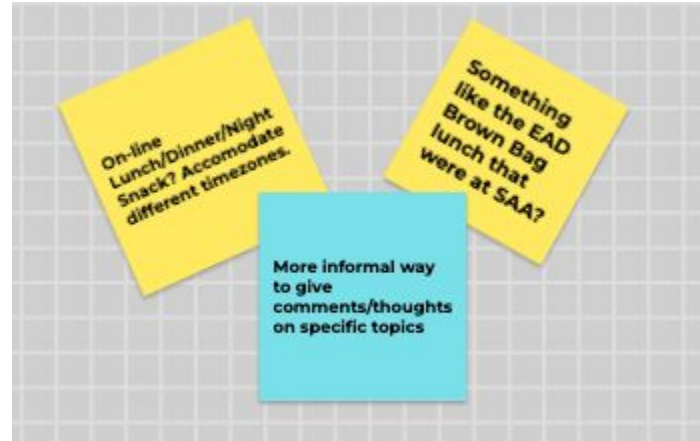 On-line
Lunch/Dinner/Night
Snack? Accomodate
different timezones.
Something
like the EAD
Brown Bag
lunch that
were at SAA?
More informal way
to give
comments/thoughts
on specific topics